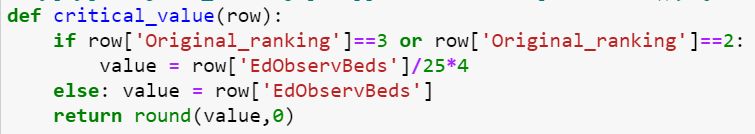 def critical_value(row):
    if row['Original_ranking']==3 or row['Original_ranking']==2:
        value = row['EdObservBeds']/25*4
    else: value = row['EdObservBeds']
    return round(value,0)